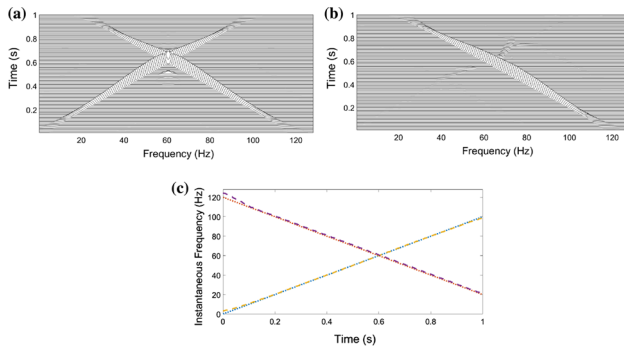 (a)
Time (s)
1
0.8
0.6
0.4
0.2
20 40 60 80 100 120
Frequency (Hz)
(b)
Time (s)
1
0.8
0.6
0.4
0.2
20 40 60 80 100 120
Frequency (Hz)
(c)
Instantaneous Frequency (Hz)
120
100
80
60
40
20
0
0 0.2 0.4 0.6 0.8 1
Time (s)